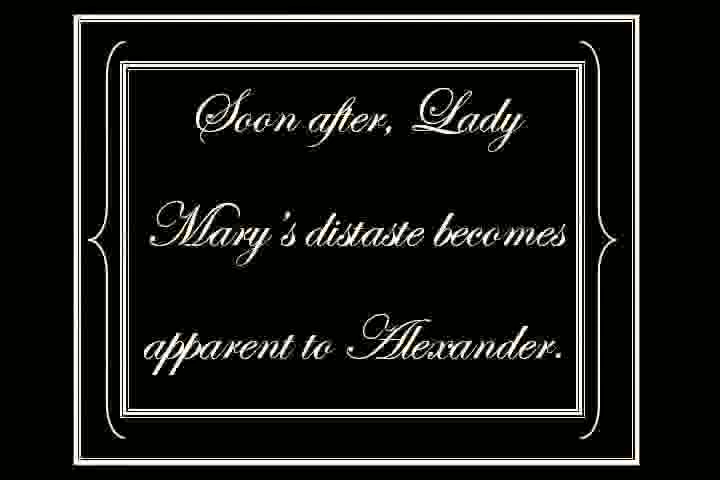 Soon after, Lady
Mary's distaste becomes
apparent to Alexander.